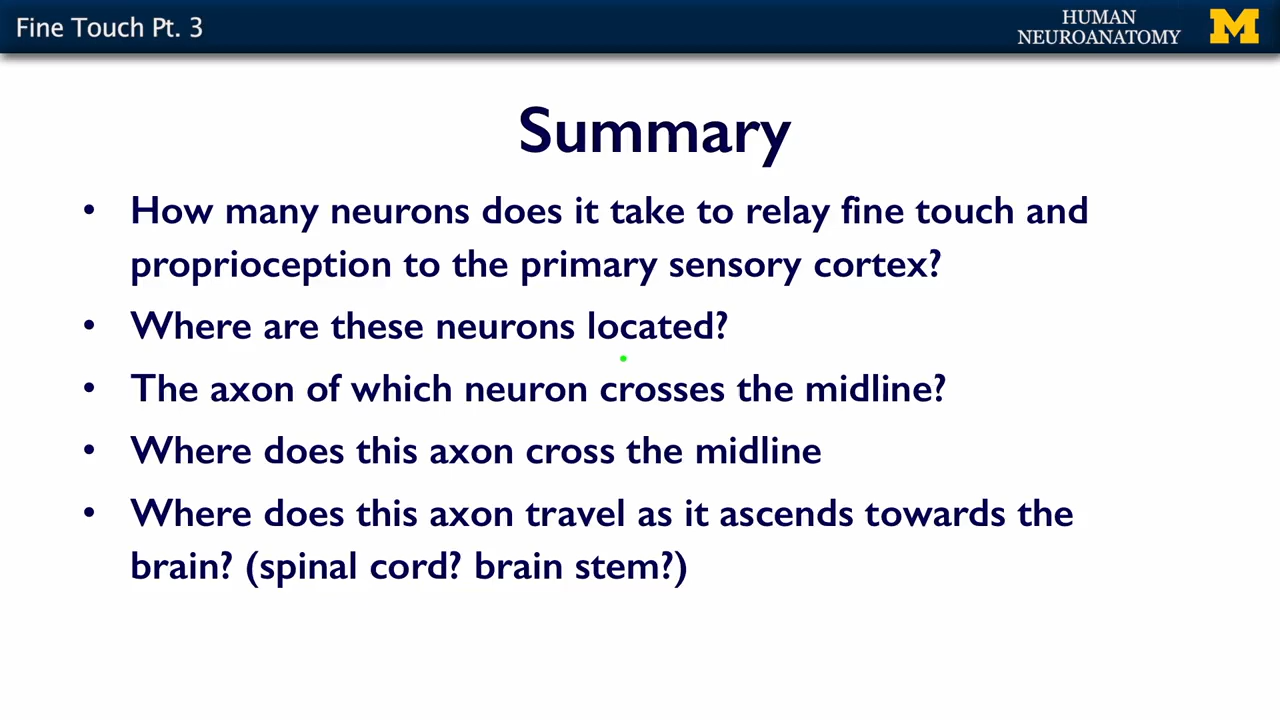 Fine Touch Pt. 3
HUMAN
NEUROANATOMY
M
Summary
• How many neurons does it take to relay fine touch and
proprioception to the primary sensory cortex?
• Where are these neurons located?
• The axon of which neuron crosses the midline?
• Where does this axon cross the midline
• Where does this axon travel as it ascends towards the
brain? (spinal cord? brain stem?)